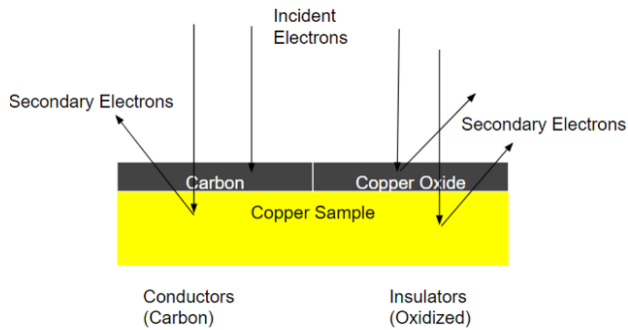 Incident
Electrons
Secondary Electrons
Secondary Electrons
Carbon
Copper Oxide
Copper Sample
Conductors
(Carbon)
Insulators
(Oxidized)